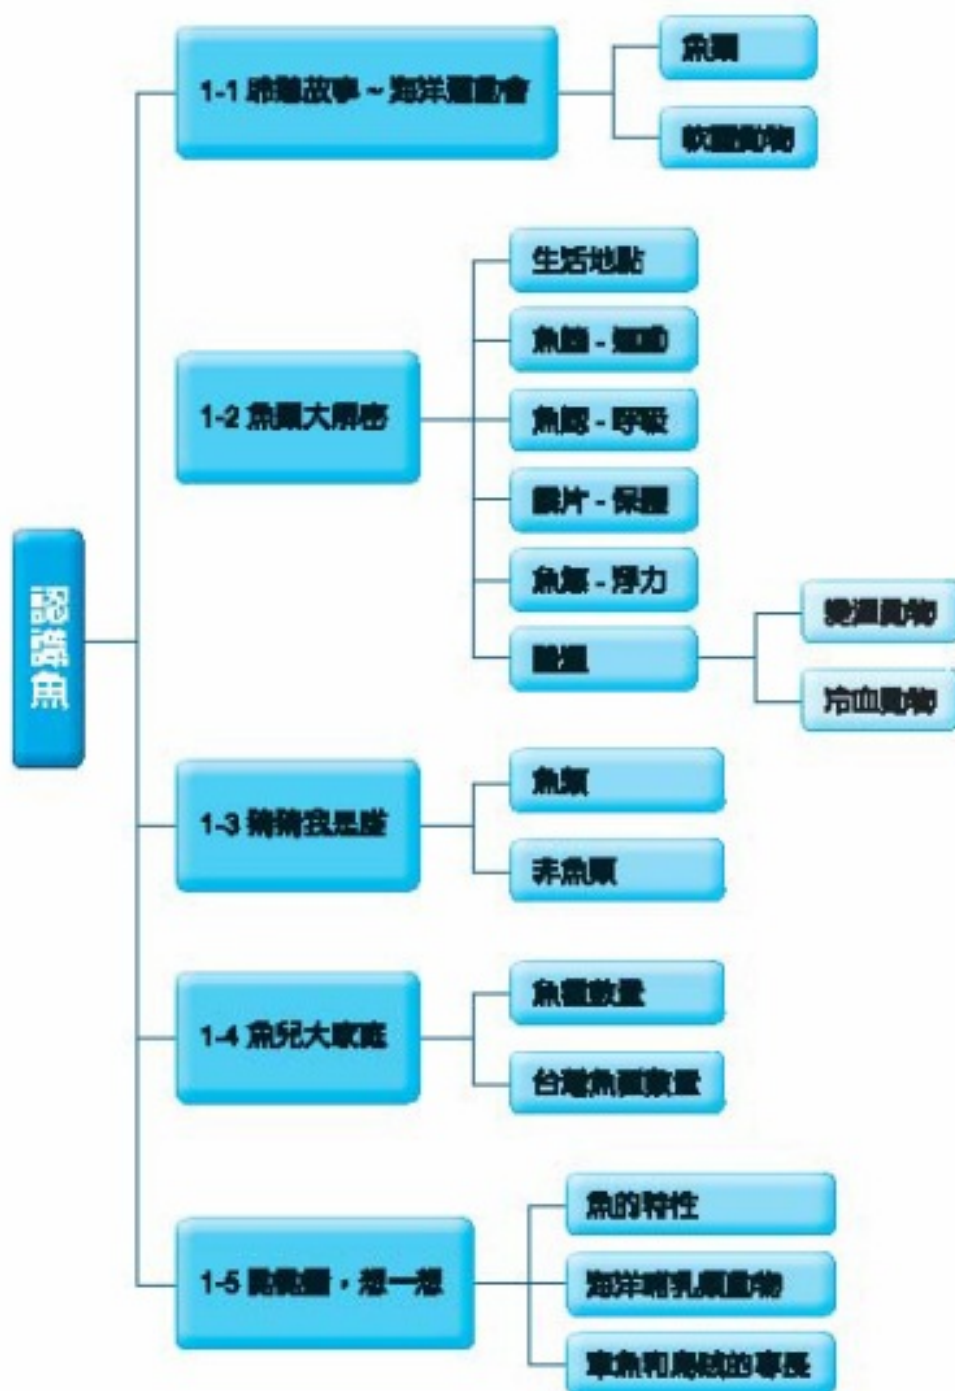 認識魚
1-1 聆聽故事~海洋運動會
魚類
軟體動物
1-2 魚類大解密
生活地點
魚鰭 - 運動
魚鰓 - 呼吸
鱗片 - 保護
魚鰾 - 浮力
體溫
變溫動物
冷血動物
1-3 猜猜我是誰
魚類
非魚類
1-4 魚兒大家庭
魚種數量
台灣魚種數量
1-5 動動腦,想一想
魚的特性
海洋哺乳類動物
章魚和烏賊的專長